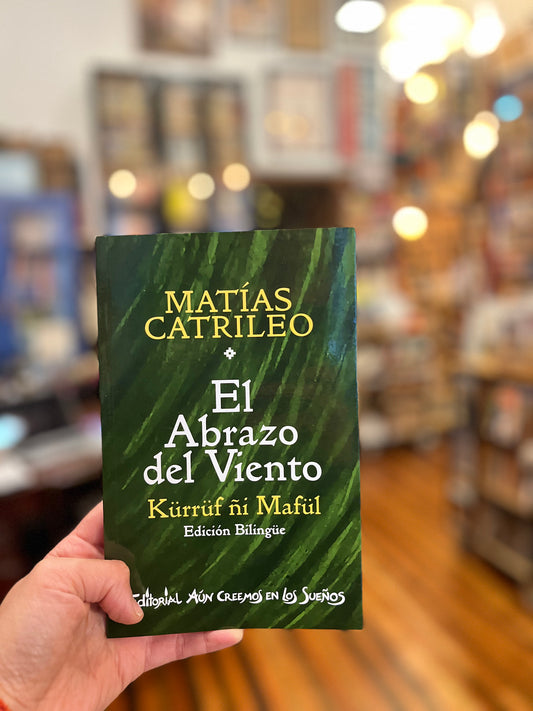 MATÍAS
CATRILEO
El
Abrazo
del Viento
Kürrüf ñi Mafül
Edición Bilingüe
Editorial Aún Creemos en Los Sueños